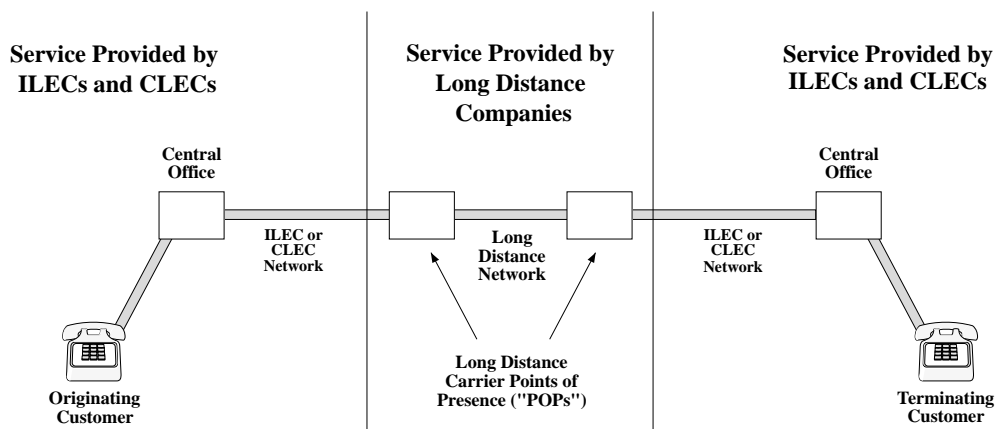 Service Provided by
ILECs and CLECs
Service Provided by
Long Distance
Companies
Service Provided by
ILECs and CLECs
Central
Office
Central
Office
ILEC or
CLEC
Network
Long
Distance
Network
ILEC or
CLEC
Network
Originating
Customer
Long Distance
Carrier Points of
Presence ("POPs")
Terminating
Customer